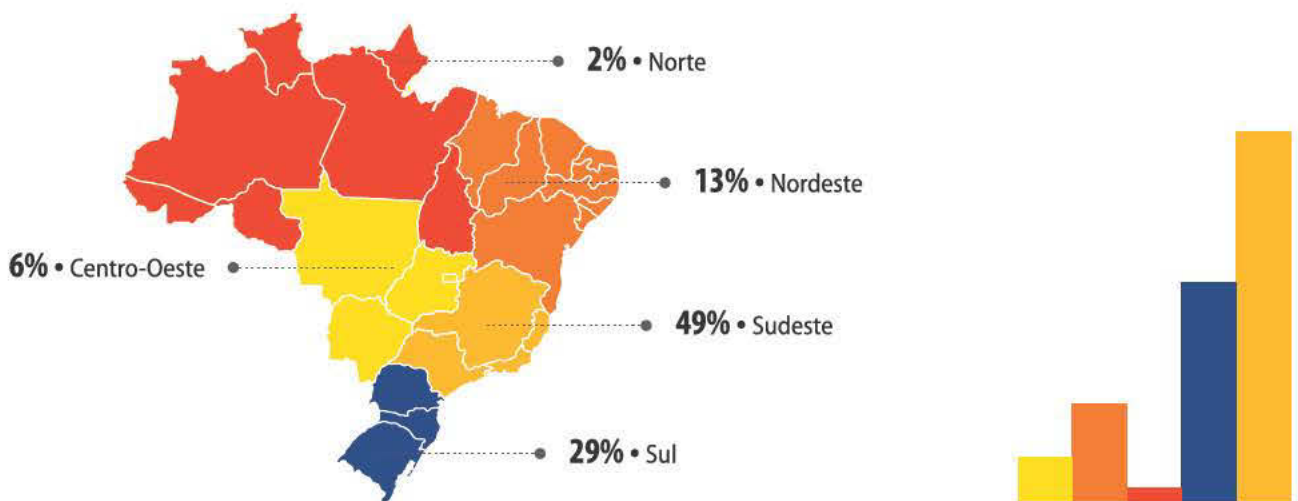 2% • Norte
13% • Nordeste
6% • Centro-Oeste
49% • Sudeste
29% • Sul